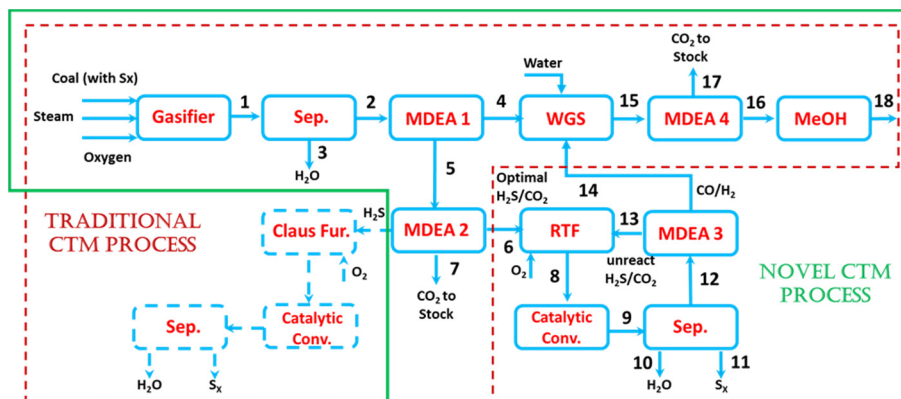 CO₂ to
Stock
Coal (with Sx)
Water
1
2
4
15
17
16
18
Steam
Gasifier
Sep.
MDEA 1
WGS
MDEA 4
MeOH
Oxygen
3
H₂O
5
Optimal
H₂S/CO₂
14
CO/H₂
TRADITIONAL
CTM PROCESS
H₂S
Claus Fur.
MDEA 2
RTF
13
MDEA 3
6
O₂
7
O₂
8
unreact
H₂S/CO₂
12
CO₂ to
Stock
NOVEL CTM
PROCESS
Sep.
Catalytic
Conv.
Catalytic
Conv.
9
Sep.
10
11
H₂O
Sₓ
H₂O
Sₓ